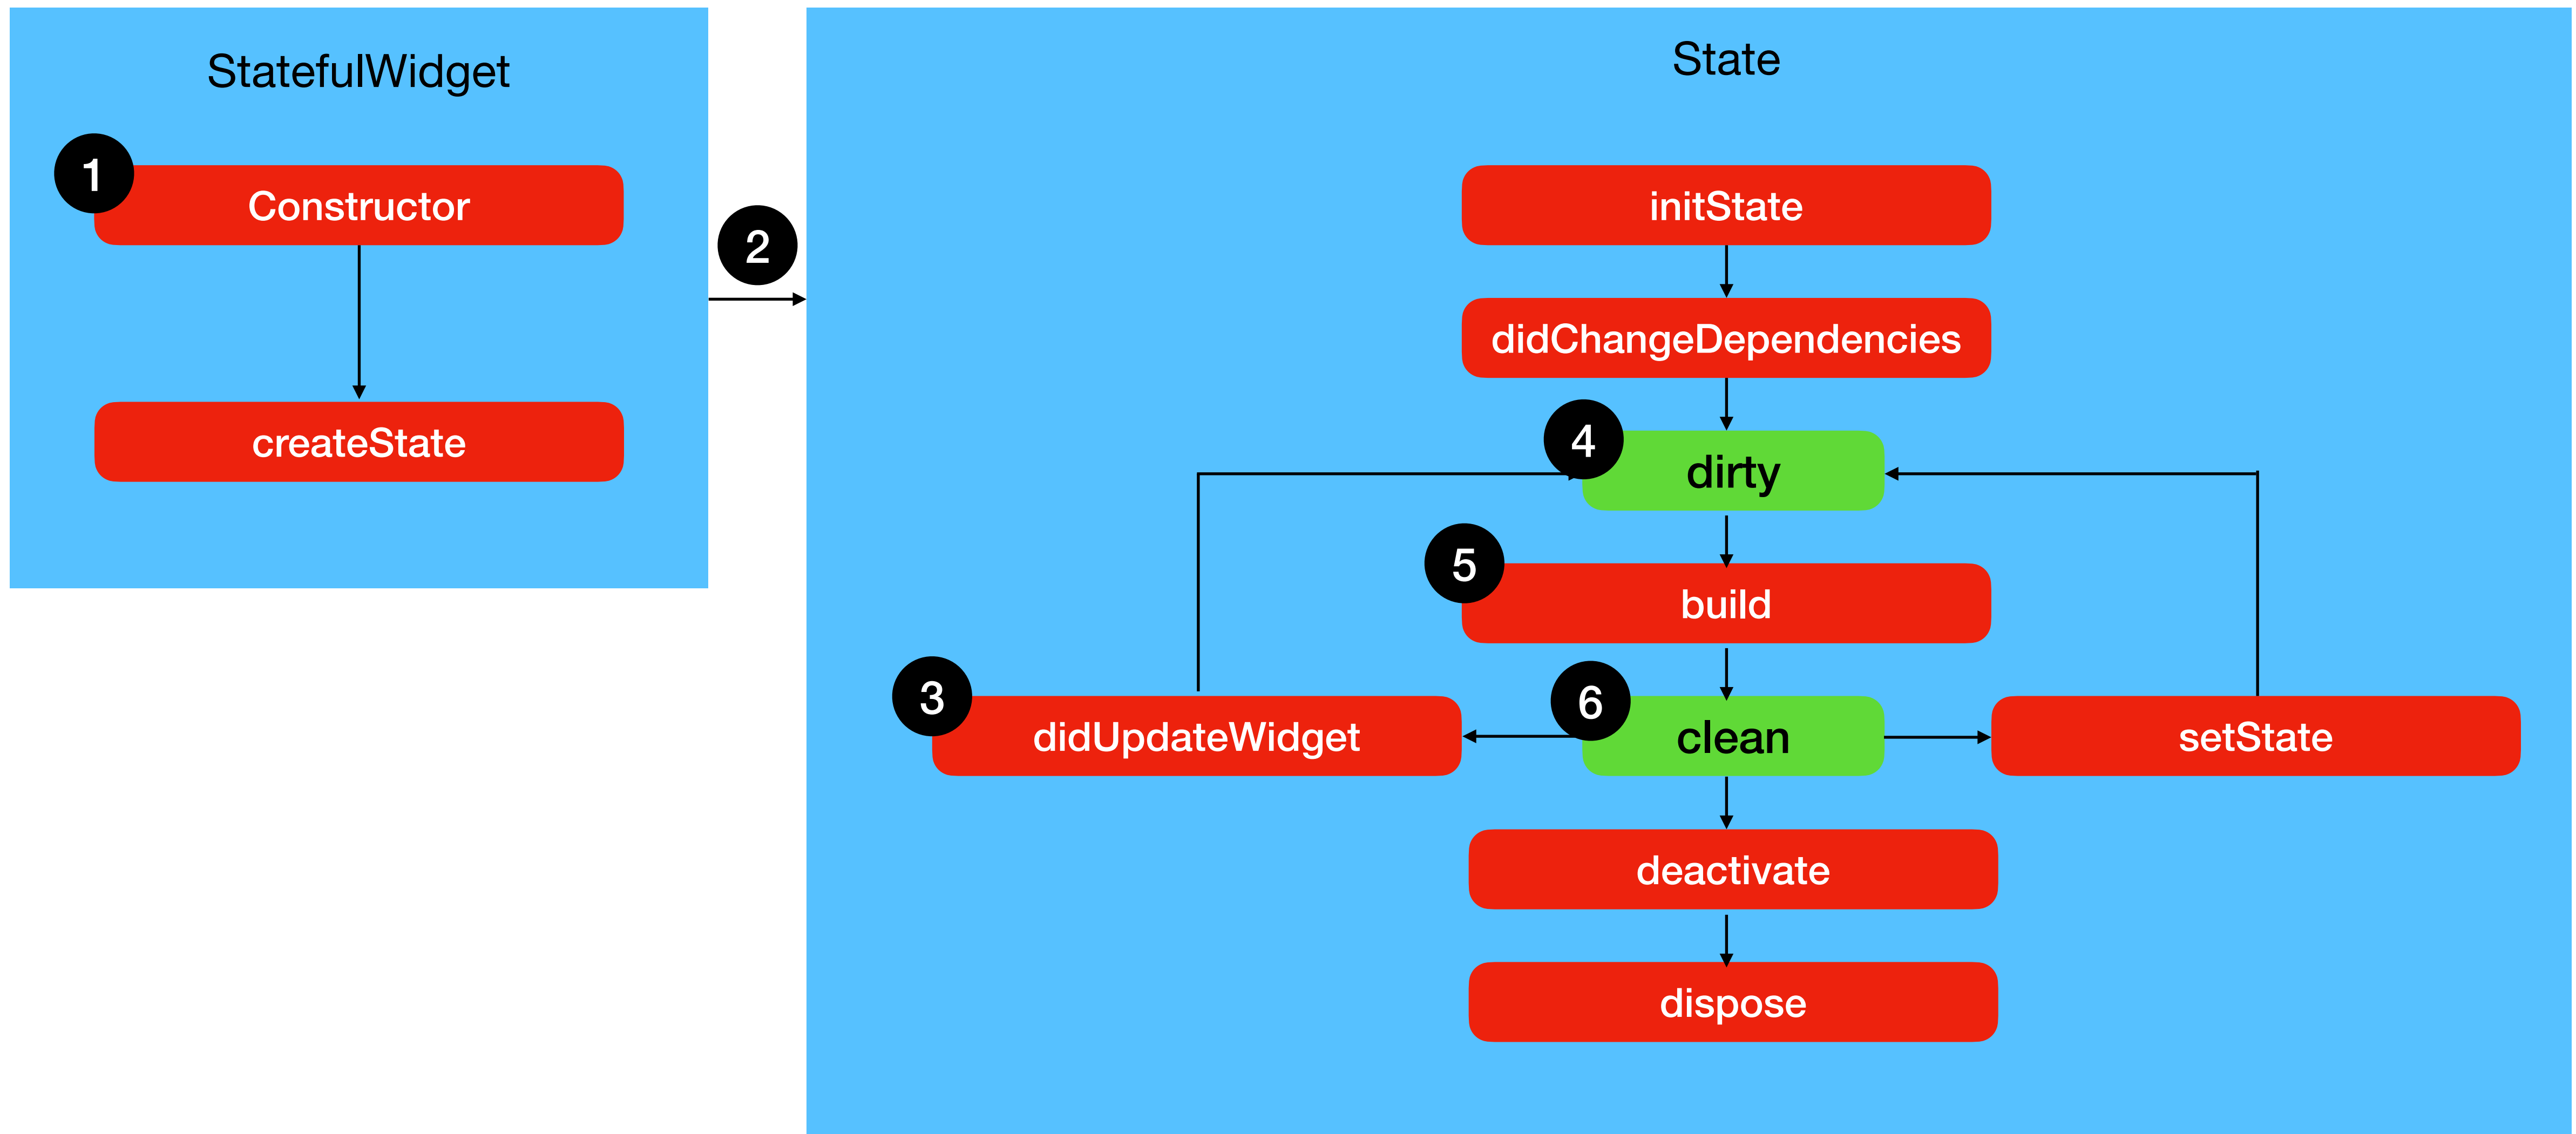 StatefulWidget
1
Constructor
createState
2
State
initState
didChangeDependencies
4
dirty
5
build
3
didUpdateWidget
6
clean
setState
deactivate
dispose